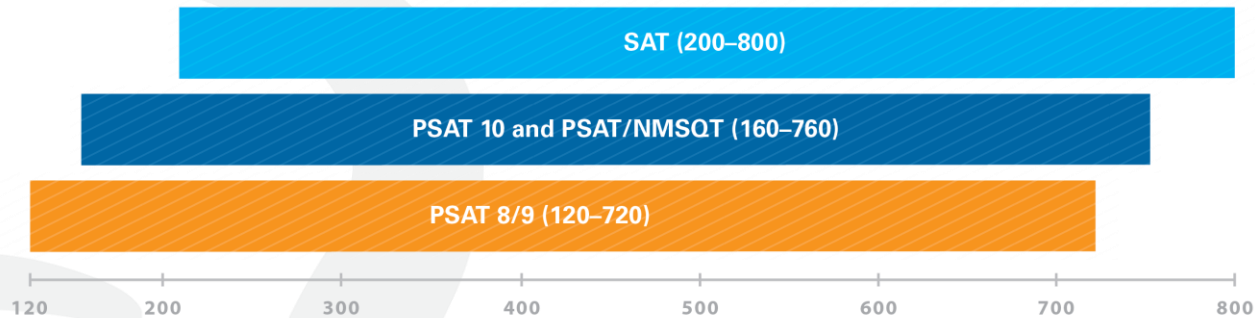 SAT (200–800)
PSAT 10 and PSAT/NMSQT (160–760)
PSAT 8/9 (120–720)
120 200 300 400 500 600 700 800